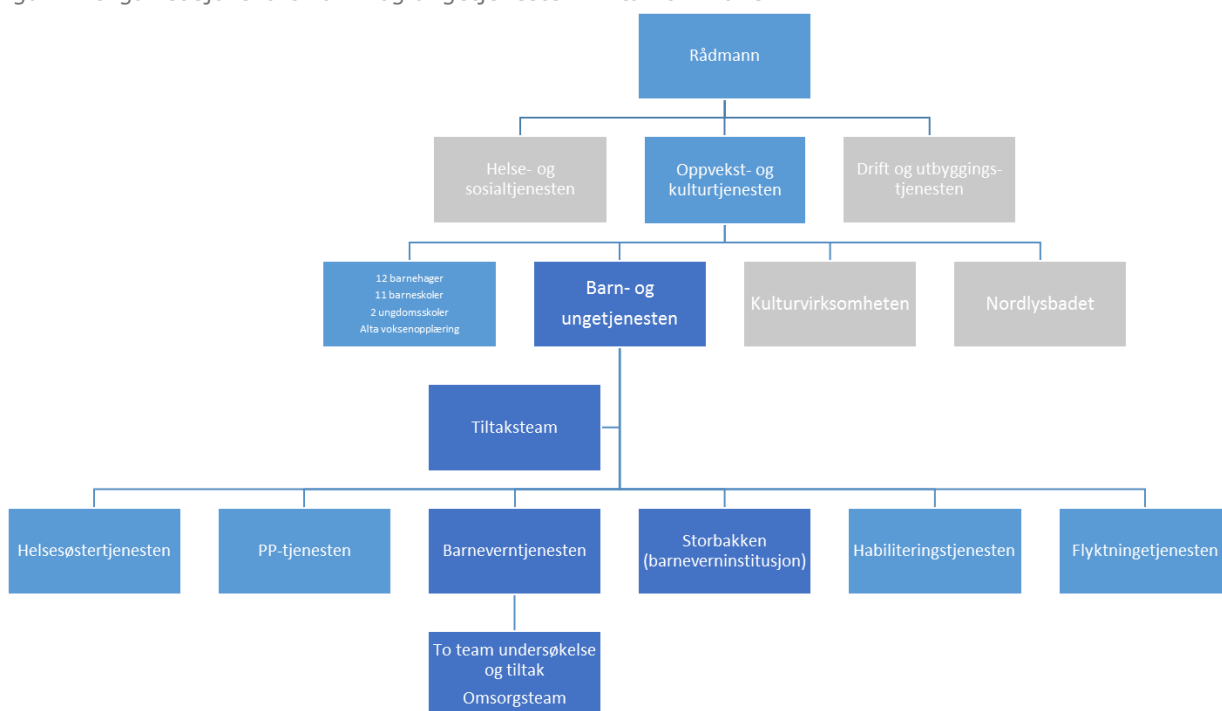 Rådmann
Helse- og
sosialtjenesten
Oppvekst- og
kulturtjenesten
Drift og utbyggings-
tjenesten
12 barnehager
11 barneskoler
2 ungdomsskoler
Alta voksenopplæring
Barn- og
ungetjenesten
Kulturvirksomheten
Nordlysbadet
Tiltaksteam
Helsesøstertjenesten
PP-tjenesten
Barneverntjenesten
Storbakken
(barneverninstitusjon)
Habiliteringstjenesten
Flyktningetjenesten
To team undersøkelse
og tiltak
Omsorgsteam